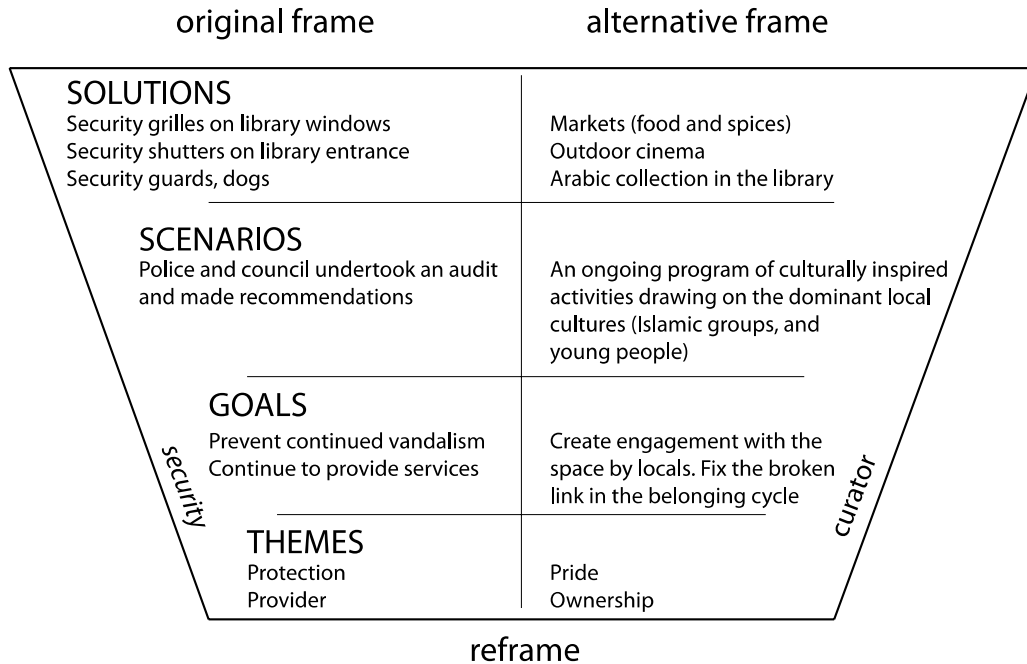 original frame
alternative frame
SOLUTIONS
Security grilles on library windows
Security shutters on library entrance
Security guards, dogs
Markets (food and spices)
Outdoor cinema
Arabic collection in the library
SCENARIOS
Police and council undertook an audit
and made recommendations
An ongoing program of culturally inspired
activities drawing on the dominant local
cultures (Islamic groups, and
young people)
GOALS
Prevent continued vandalism
Continue to provide services
Create engagement with the
space by locals. Fix the broken
link in the belonging cycle
security
curator
THEMES
Protection
Provider
Pride
Ownership
reframe